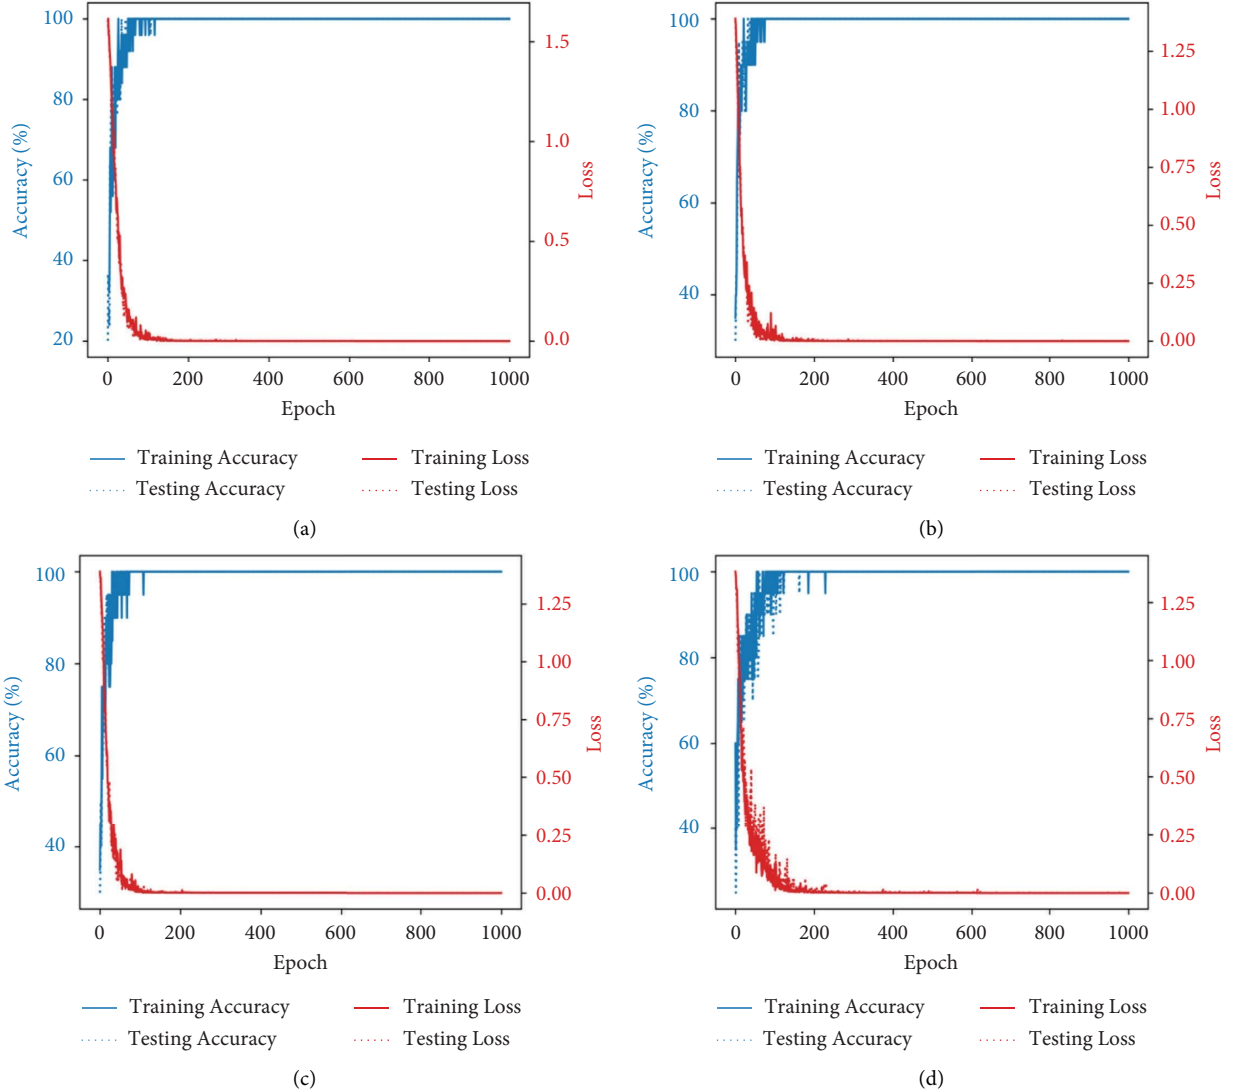 100
80
60
40
20
Accuracy (%)
1.5
1.0
0.5
0.0
Loss
0 200 400 600 800 1000
Epoch
Training Accuracy Training Loss
Testing Accuracy Testing Loss
(a)
100
80
60
40
Accuracy (%)
1.25
1.00
0.75
0.50
0.25
0.00
Loss
0 200 400 600 800 1000
Epoch
Training Accuracy Training Loss
Testing Accuracy Testing Loss
(b)
100
80
60
40
Accuracy (%)
1.25
1.00
0.75
0.50
0.25
0.00
Loss
0 200 400 600 800 1000
Epoch
Training Accuracy Training Loss
Testing Accuracy Testing Loss
(c)
100
80
60
40
Accuracy (%)
1.25
1.00
0.75
0.50
0.25
0.00
Loss
0 200 400 600 800 1000
Epoch
Training Accuracy Training Loss
Testing Accuracy Testing Loss
(d)